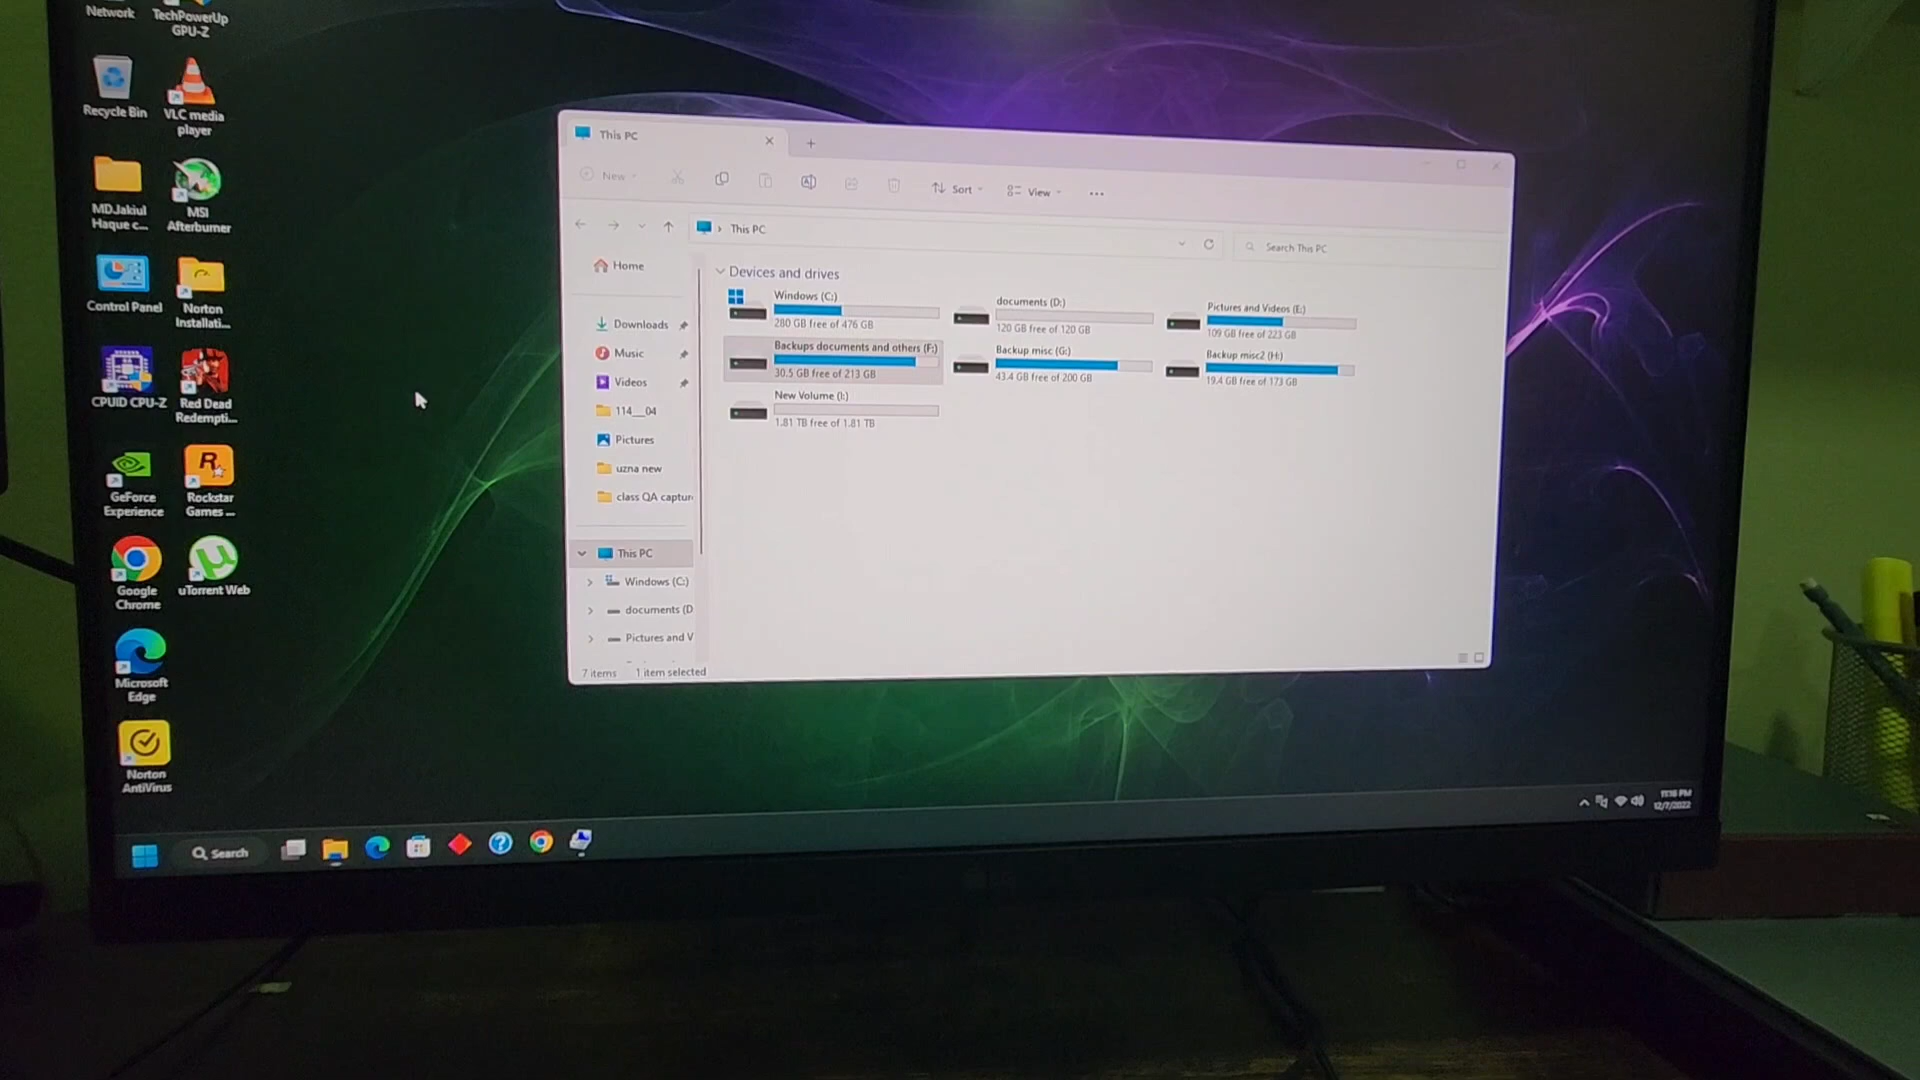 Network
TechPowerUp
GPU-Z
Recycle Bin
VLC media
player
MD.Jakiul
Haque c...
MSI
Afterburner
Control Panel
Norton
Installati...
CPUID CPU-Z
Red Dead
Redempti...
GeForce
Experience
Rockstar
Games ...
Google
Chrome
uTorrent Web
Microsoft
Edge
Norton
AntiVirus
This PC
New
Sort
View
This PC
Search This PC
Home
Downloads
Music
Videos
114__04
Pictures
uzna new
class QA captur
This PC
Windows (C:)
documents (D
Pictures and V
Devices and drives
Windows (C:)
280 GB free of 476 GB
documents (D:)
120 GB free of 120 GB
Pictures and Videos (E:)
109 GB free of 223 GB
Backups documents and others (F:)
30.5 GB free of 213 GB
Backup misc (G:)
43.4 GB free of 200 GB
Backup misc2 (H:)
19.4 GB free of 173 GB
New Volume (I:)
1.81 TB free of 1.81 TB
7 items
1 item selected
Search
12/7/2022